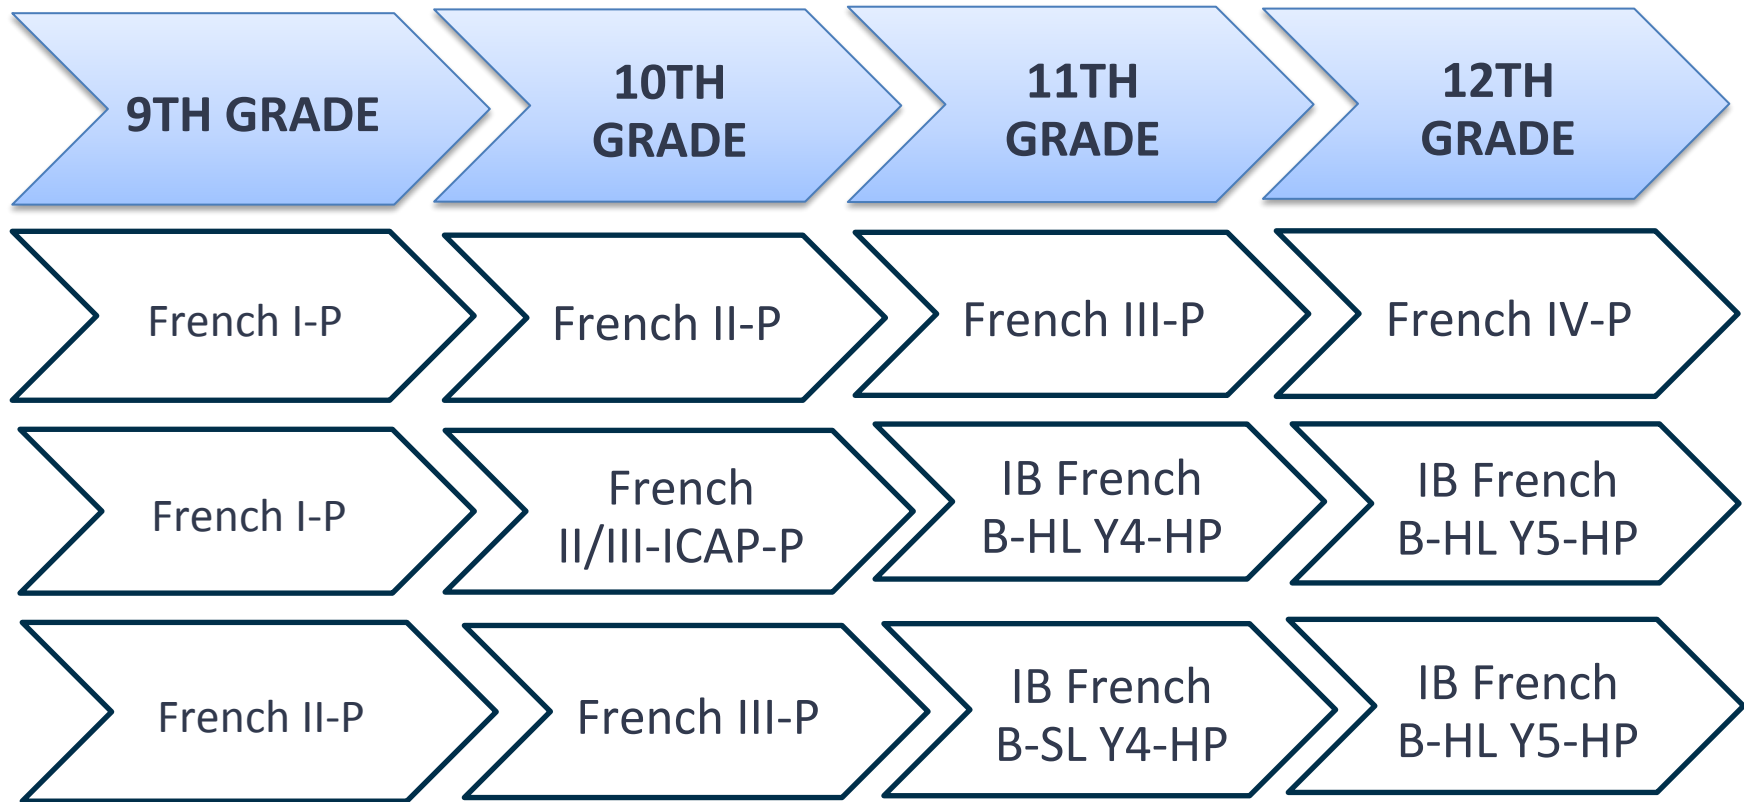 9TH GRADE
10TH
GRADE
11TH
GRADE
12TH
GRADE
French I-P
French II-P
French III-P
French IV-P
French I-P
French
II/III-ICAP-P
IB French
B-HL Y4-HP
IB French
B-HL Y5-HP
French II-P
French III-P
IB French
B-SL Y4-HP
IB French
B-HL Y5-HP